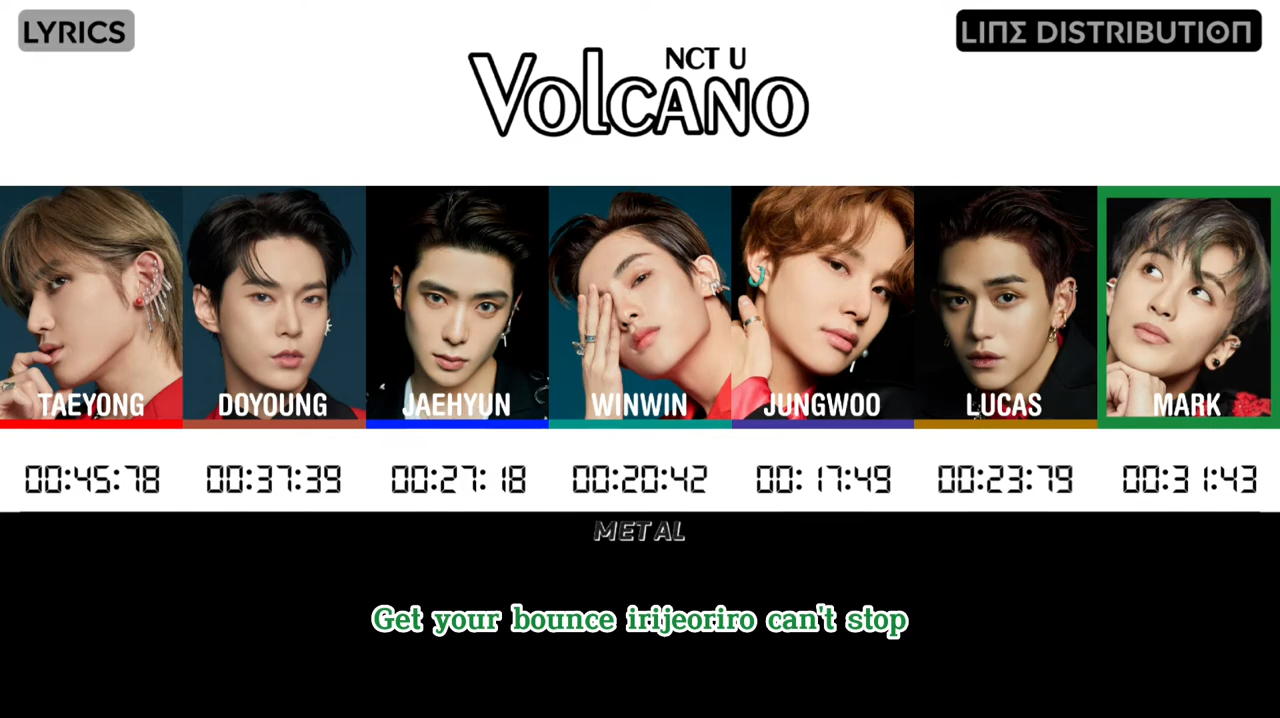 LYRICS
LIΠΣ DISTRIBUTIΘΠ
NCT U
VOLCANO
TAEYONG DOYOUNG JAEHYUN WINWIN JUNGWOO LUCAS MARK
00:45:78 00:37:39 00:27:18 00:20:42 00:17:49 00:23:79 00:31:43
METAL
Get your bounce irijeoriro can't stop